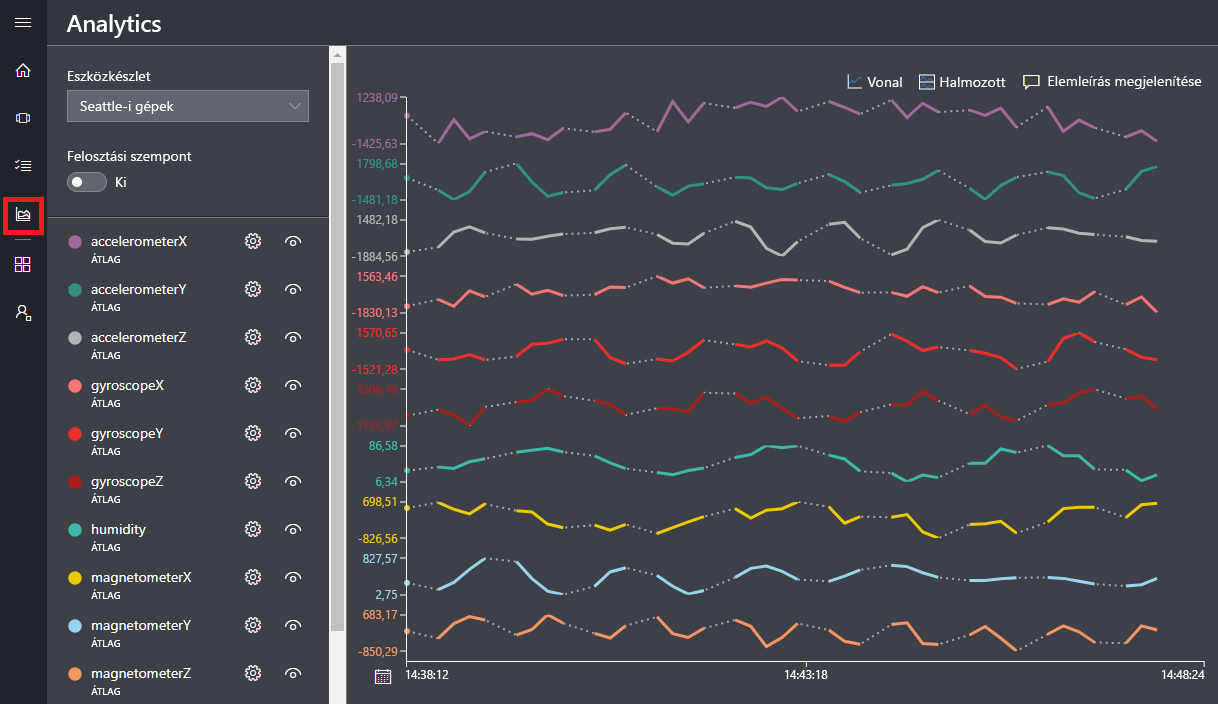 Analytics
Eszközkészlet
Seattle-i gépek
Felosztási szempont
Ki
accelerometerX
ÁTLAG
accelerometerY
ÁTLAG
accelerometerZ
ÁTLAG
gyroscopeX
ÁTLAG
gyroscopeY
ÁTLAG
gyroscopeZ
ÁTLAG
humidity
ÁTLAG
magnetometerX
ÁTLAG
magnetometerY
ÁTLAG
magnetometerZ
ÁTLAG
Vonal Halmozott Elemleírás megjelenítése
1238,09
-1425,63
1798,68
-1481,18
1482,18
-1884,56
1563,46
-1830,13
1570,65
-1521,28
86,58
6,34
698,51
-826,56
827,57
2,75
683,17
-850,29
14:38:12 14:43:18 14:48:24